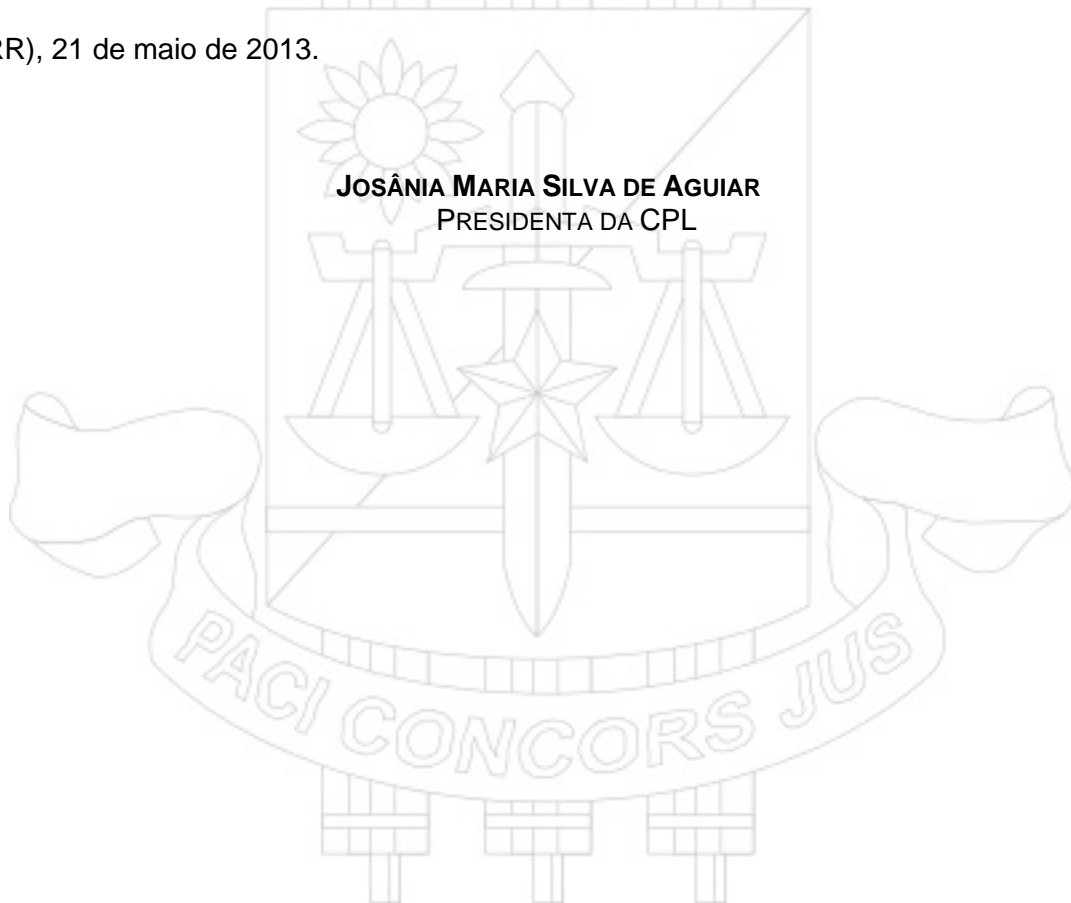 RR), 21 de maio de 2013.
JOSÂNIA MARIA SILVA DE AGUIAR
PRESIDENTA DA CPL
PACI CONCORS JUS